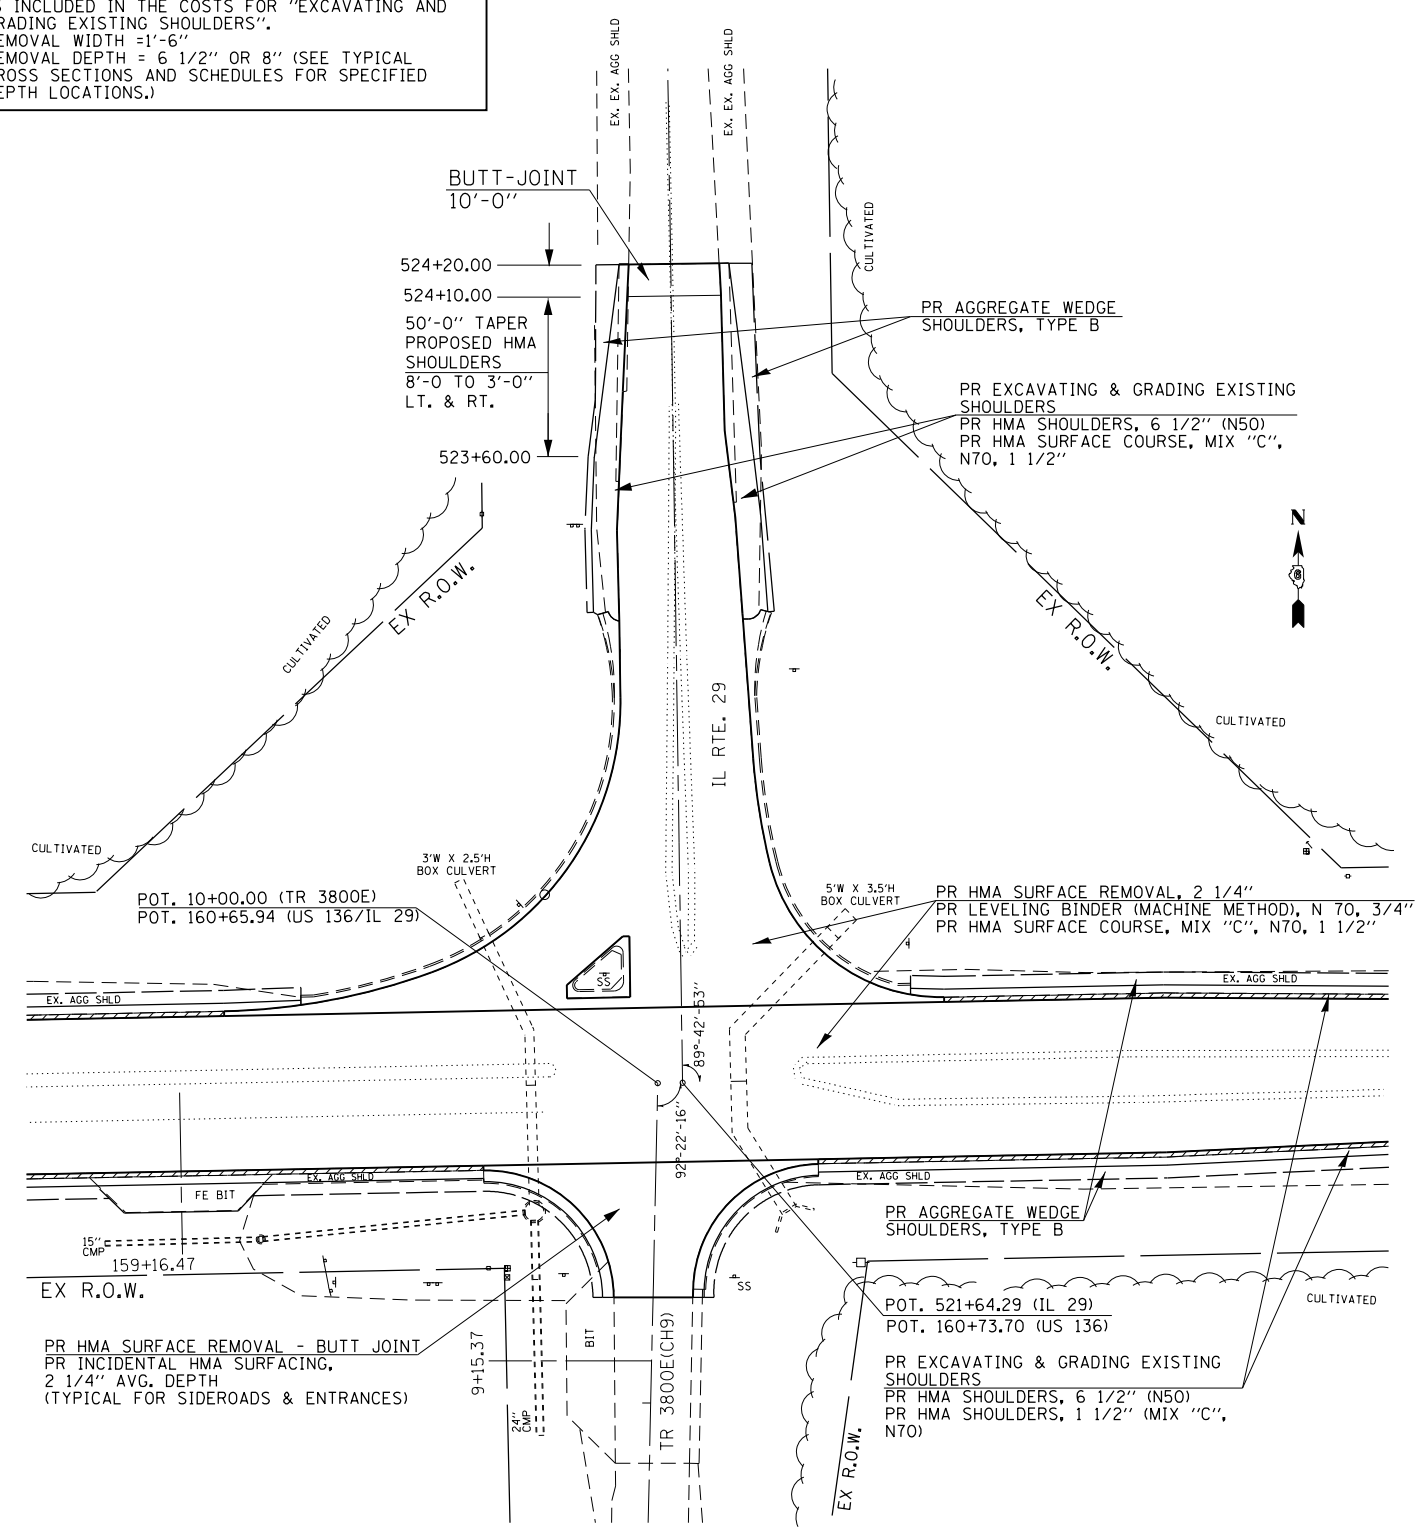 INCLUDED IN THE COSTS FOR "EXCAVATING AND
EXISTING SHOULDERS".
WIDTH =1'-6"
DEPTH = 6 1/2" OR 8" (SEE TYPICAL
SECTIONS AND SCHEDULES FOR SPECIFIED
LOCATIONS.)
EX. EX. AGG SHLD
EX. EX. AGG SHLD
BUTT-JOINT
10'-0"
CULTIVATED
524+20.00
524+10.00
50'-0" TAPER
PROPOSED HMA
SHOULDERS
8'-0 TO 3'-0"
LT. & RT.
523+60.00
PR AGGREGATE WEDGE
SHOULDERS, TYPE B
PR EXCAVATING & GRADING EXISTING
SHOULDERS
PR HMA SHOULDERS, 6 1/2" (N50)
PR HMA SURFACE COURSE, MIX "C",
N70, 1 1/2"
N
EX R.O.W.
EX R.O.W.
CULTIVATED
IL RTE. 29
CULTIVATED
CULTIVATED
3'W X 2.5'H
BOX CULVERT
POT. 10+00.00 (TR 3800E)
POT. 160+65.94 (US 136/IL 29)
5'W X 3.5'H
BOX CULVERT
PR HMA SURFACE REMOVAL, 2 1/4"
PR LEVELING BINDER (MACHINE METHOD), N 70, 3/4"
PR HMA SURFACE COURSE, MIX "C", N70, 1 1/2"
SS
EX. AGG SHLD
EX. AGG SHLD
89°-42'-53"
92°-22'-16"
EX. AGG SHLD
EX. AGG SHLD
FE BIT
15"
CMP
159+16.47
EX R.O.W.
PR AGGREGATE WEDGE
SHOULDERS, TYPE B
SS
CULTIVATED
POT. 521+64.29 (IL 29)
POT. 160+73.70 (US 136)
PR HMA SURFACE REMOVAL - BUTT JOINT
PR INCIDENTAL HMA SURFACING,
2 1/4" AVG. DEPTH
(TYPICAL FOR SIDEROADS & ENTRANCES)
9+15.37
BIT
24"
CMP
TR 3800E(CH9)
PR EXCAVATING & GRADING EXISTING
SHOULDERS
PR HMA SHOULDERS, 6 1/2" (N50)
PR HMA SHOULDERS, 1 1/2" (MIX "C",
N70)
EX R.O.W.